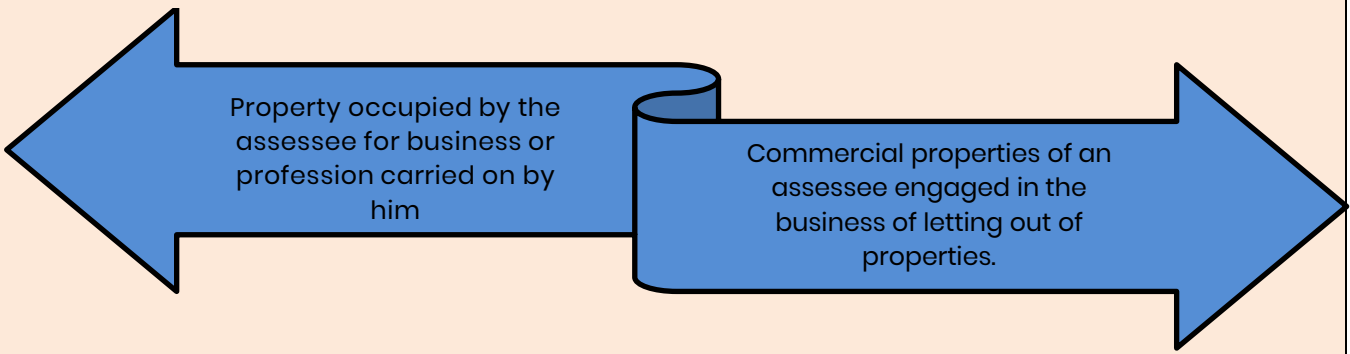 Property occupied by the
assessee for business or
profession carried on by
him
Commercial properties of an
assessee engaged in the
business of letting out of
properties.